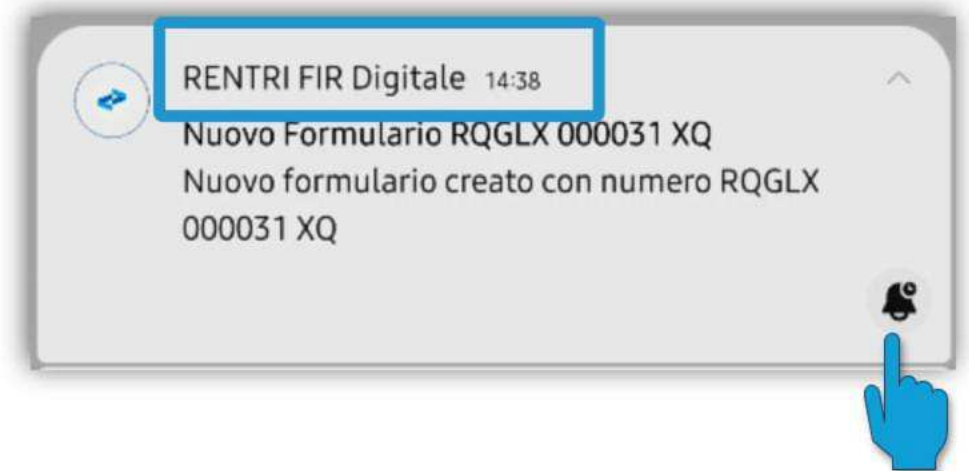 RENTRI FIR Digitale 14:38
Nuovo Formulario RQGLX 000031 XQ
Nuovo formulario creato con numero RQGLX
000031 XQ